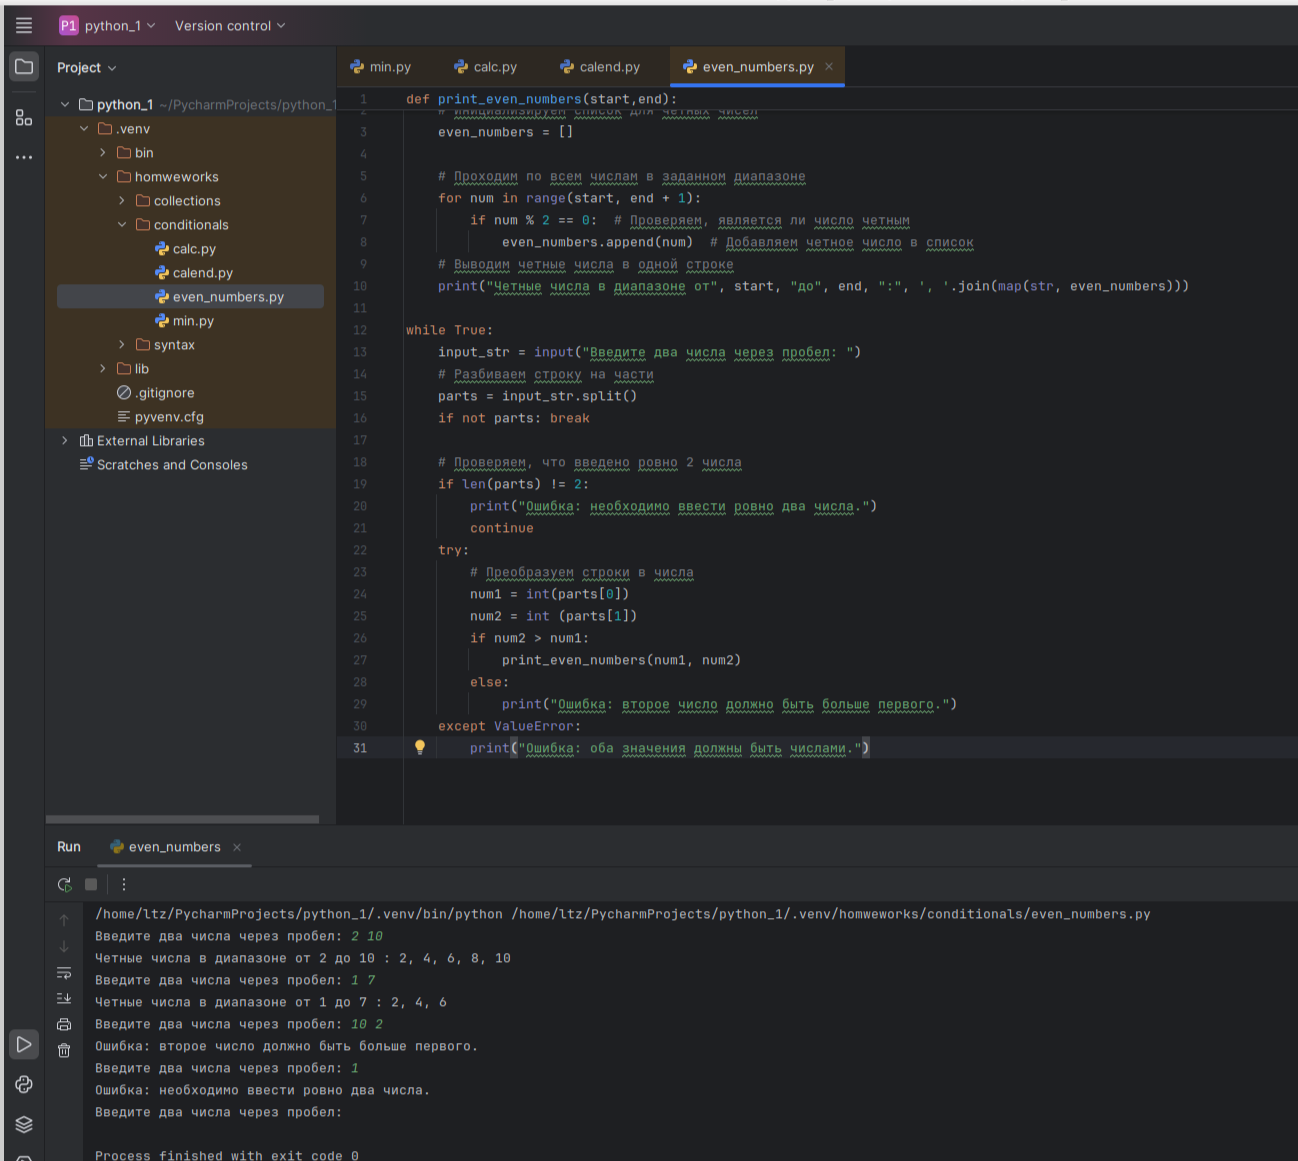 P1 python_1 Version control
Project
min.py calc.py calend.py even_numbers.py
python_1 ~/PycharmProjects/python_1
.venv
bin
homweworks
collections
conditionals
calc.py
calend.py
even_numbers.py
min.py
syntax
lib
.gitignore
pyvenv.cfg
External Libraries
Scratches and Consoles
1 def print_even_numbers(start,end):
2 # Инициализируем список для четных чисел
3 even_numbers = []
4
5 # Проходим по всем числам в заданном диапазоне
6 for num in range(start, end + 1):
7 if num % 2 == 0: # Проверяем, является ли число четным
8 even_numbers.append(num) # Добавляем четное число в список
9 # Выводим четные числа в одной строке
10 print("Четные числа в диапазоне от", start, "до", end, ":", ', '.join(map(str, even_numbers)))
11
12 while True:
13 input_str = input("Введите два числа через пробел: ")
14 # Разбиваем строку на части
15 parts = input_str.split()
16 if not parts: break
17
18 # Проверяем, что введено ровно 2 числа
19 if len(parts) != 2:
20 print("Ошибка: необходимо ввести ровно два числа.")
21 continue
22 try:
23 # Преобразуем строки в числа
24 num1 = int(parts[0])
25 num2 = int (parts[1])
26 if num2 > num1:
27 print_even_numbers(num1, num2)
28 else:
29 print("Ошибка: второе число должно быть больше первого.")
30 except ValueError:
31 print("Ошибка: оба значения должны быть числами.")
Run even_numbers
/home/ltz/PycharmProjects/python_1/.venv/bin/python /home/ltz/PycharmProjects/python_1/.venv/homweworks/conditionals/even_numbers.py
Введите два числа через пробел: 2 10
Четные числа в диапазоне от 2 до 10 : 2, 4, 6, 8, 10
Введите два числа через пробел: 1 7
Четные числа в диапазоне от 1 до 7 : 2, 4, 6
Введите два числа через пробел: 10 2
Ошибка: второе число должно быть больше первого.
Введите два числа через пробел: 1
Ошибка: необходимо ввести ровно два числа.
Введите два числа через пробел:
Process finished with exit code 0